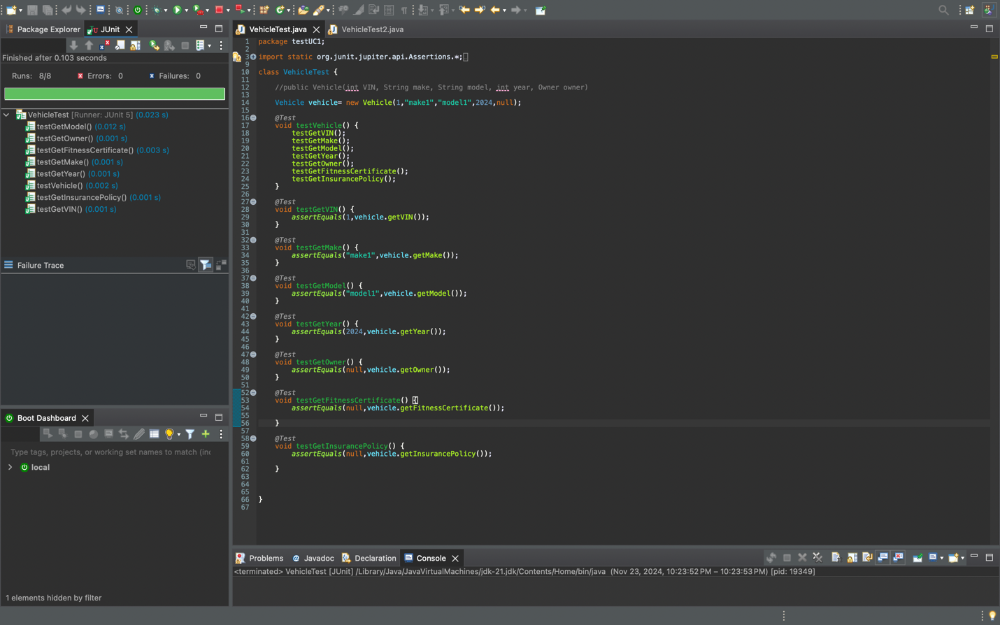 Package Explorer
JUnit
Finished after 0.103 seconds
Runs: 8/8
Errors: 0
Failures: 0
VehicleTest [Runner: JUnit 5] (0.023 s)
testGetModel() (0.012 s)
testGetOwner() (0.001 s)
testGetFitnessCertificate() (0.003 s)
testGetMake() (0.001 s)
testGetYear() (0.001 s)
testVehicle() (0.002 s)
testGetInsurancePolicy() (0.001 s)
testGetVIN() (0.001 s)
Failure Trace
Boot Dashboard
Type tags, projects, or working set names to match (inc
local
1 elements hidden by filter
VehicleTest.java
VehicleTest2.java
1 package testUC1;
2
3 import static org.junit.jupiter.api.Assertions.*;
9
10 class VehicleTest {
11
12 //public Vehicle(int VIN, String make, String model, int year, Owner owner)
13
14 Vehicle vehicle= new Vehicle(1,"make1","model1",2024,null);
15
16 @Test
17 void testVehicle() {
18 testGetVIN();
19 testGetMake();
20 testGetModel();
21 testGetYear();
22 testGetOwner();
23 testGetFitnessCertificate();
24 testGetInsurancePolicy();
25 }
26
27 @Test
28 void testGetVIN() {
29 assertEquals(1,vehicle.getVIN());
30 }
31
32 @Test
33 void testGetMake() {
34 assertEquals("make1",vehicle.getMake());
35 }
36
37 @Test
38 void testGetModel() {
39 assertEquals("model1",vehicle.getModel());
40 }
41
42 @Test
43 void testGetYear() {
44 assertEquals(2024,vehicle.getYear());
45 }
46
47 @Test
48 void testGetOwner() {
49 assertEquals(null,vehicle.getOwner());
50 }
51
52 @Test
53 void testGetFitnessCertificate() {
54 assertEquals(null,vehicle.getFitnessCertificate());
55
56 }
57
58 @Test
59 void testGetInsurancePolicy() {
60 assertEquals(null,vehicle.getInsurancePolicy());
61
62 }
63
64
65
66 }
67
Problems
Javadoc
Declaration
Console
<terminated> VehicleTest [JUnit] /Library/Java/JavaVirtualMachines/jdk-21.jdk/Contents/Home/bin/java (Nov 23, 2024, 10:23:52 PM – 10:23:53 PM) [pid: 19349]